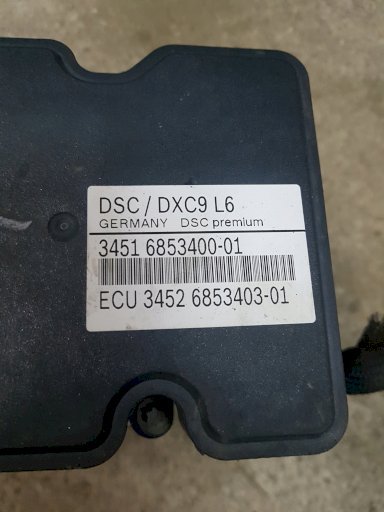 DSC / DXC9 L6
GERMANY DSC premium
3451 6853400-01
ECU 3452 6853403-01